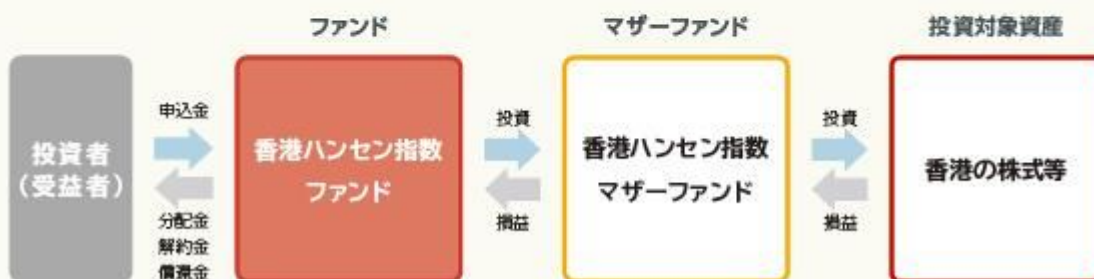 ファンド
マザーファンド
投資対象資産
投資者
（受益者）
申込金
分配金
解約金
償還金
香港ハンセン指数
ファンド
投資
損益
香港ハンセン指数
マザーファンド
投資
損益
香港の株式等